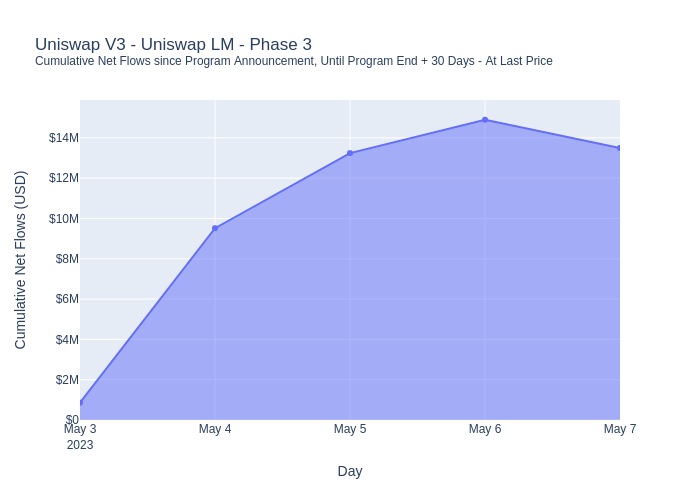 Uniswap V3 - Uniswap LM - Phase 3
Cumulative Net Flows since Program Announcement, Until Program End + 30 Days - At Last Price
Cumulative Net Flows (USD)
$14M
$12M
$10M
$8M
$6M
$4M
$2M
$0
May 3
2023
May 4
May 5
May 6
May 7
Day